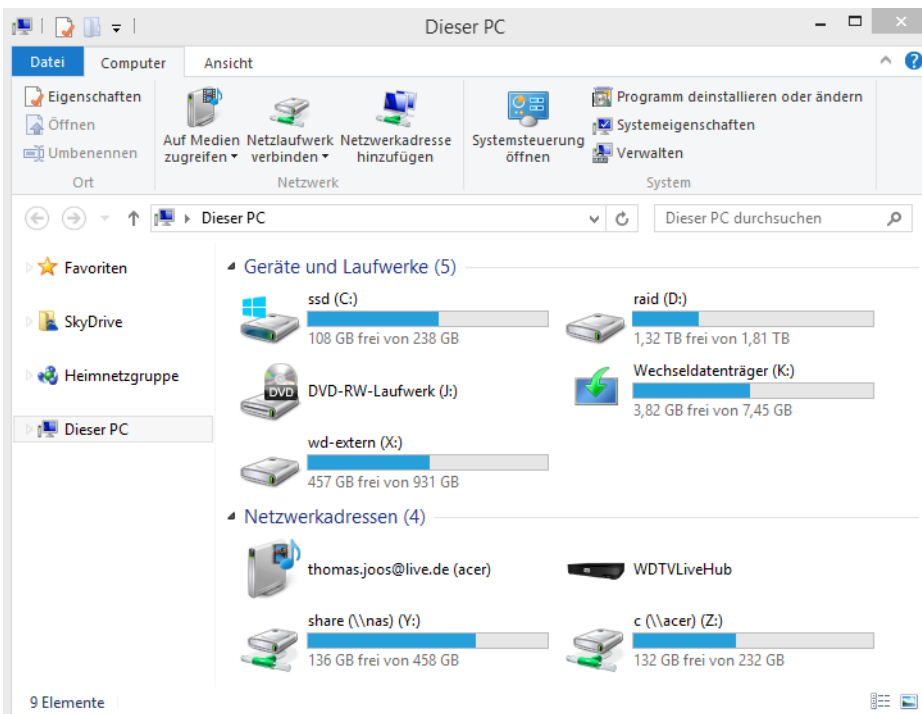 Dieser PC
Datei Computer Ansicht
Eigenschaften
Öffnen
Umbenennen
Ort
Auf Medien
zugreifen
Netzlaufwerk
verbinden
Netzwerkadresse
hinzufügen
Netzwerk
Systemsteuerung
öffnen
Programm deinstallieren oder ändern
Systemeigenschaften
Verwalten
System
Dieser PC
Dieser PC durchsuchen
Favoriten
SkyDrive
Heimnetzgruppe
Dieser PC
Geräte und Laufwerke (5)
ssd (C:)
108 GB frei von 238 GB
raid (D:)
1,32 TB frei von 1,81 TB
DVD
DVD-RW-Laufwerk (J:)
Wechseldatenträger (K:)
3,82 GB frei von 7,45 GB
wd-extern (X:)
457 GB frei von 931 GB
Netzwerkadressen (4)
thomas.joos@live.de (acer)
WDTVLiveHub
share (\\nas) (Y:)
136 GB frei von 458 GB
c (\\acer) (Z:)
132 GB frei von 232 GB
9 Elemente